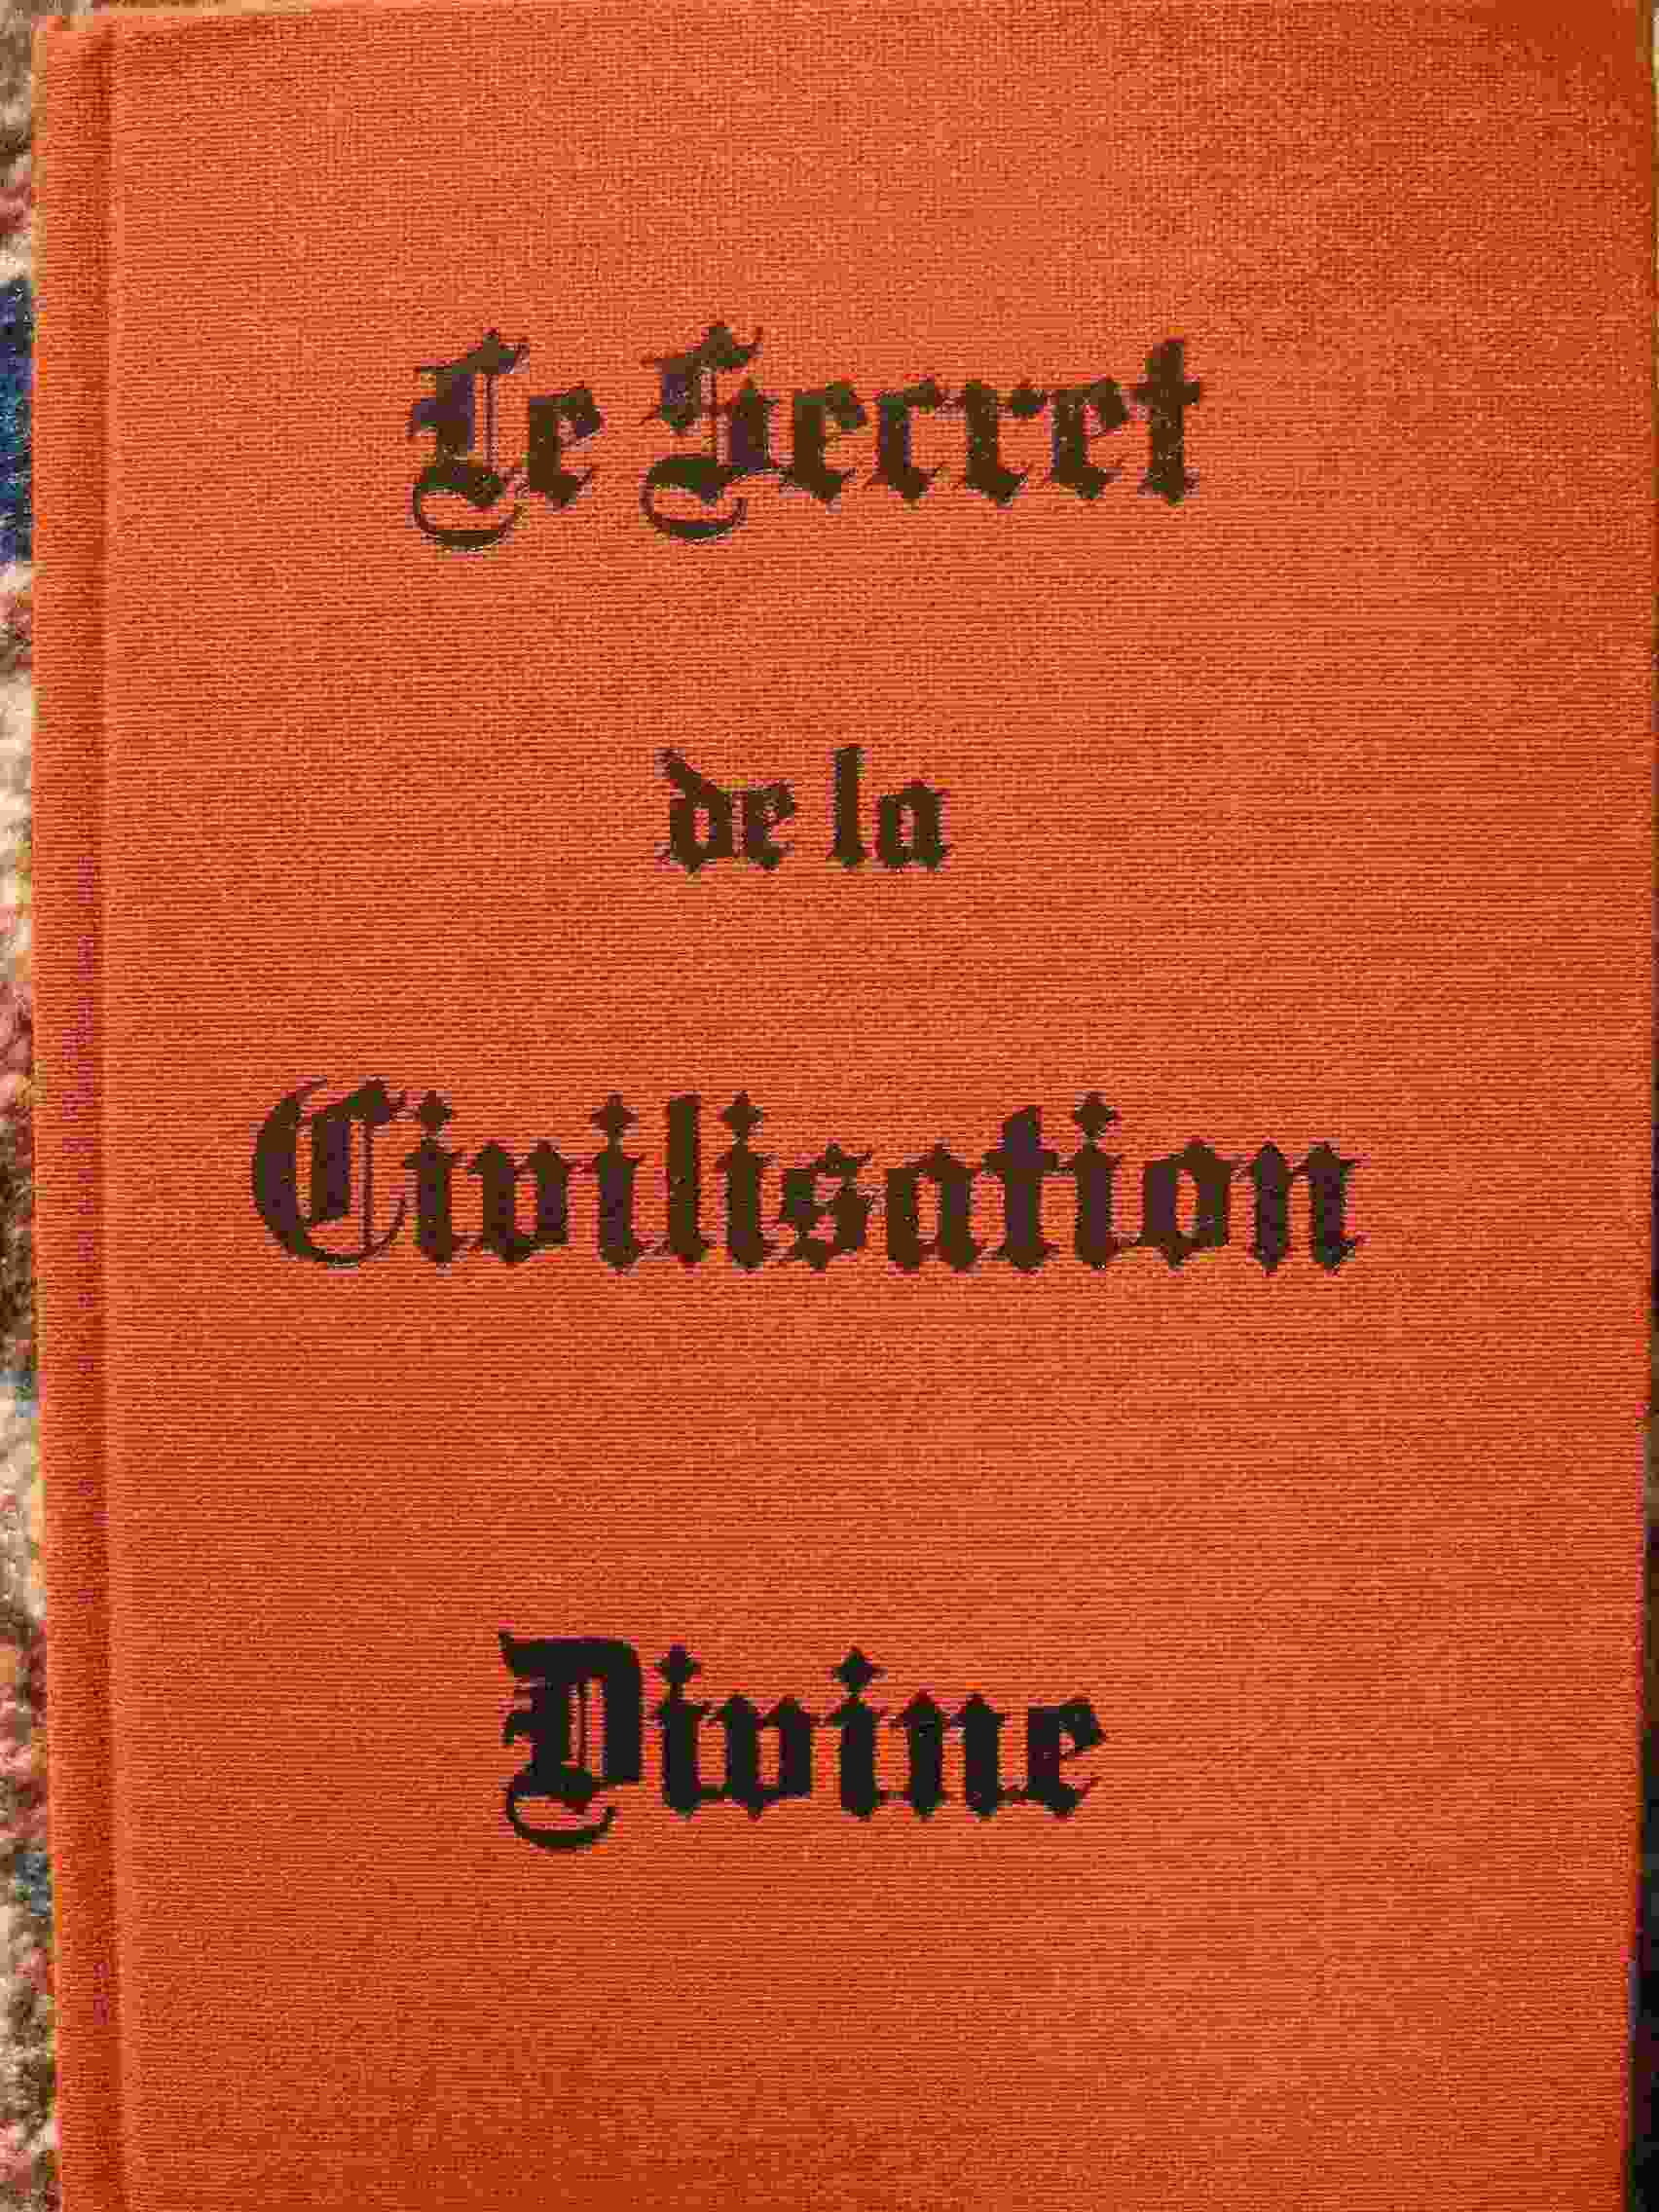 Le Secret
de la
Civilisation
Divine